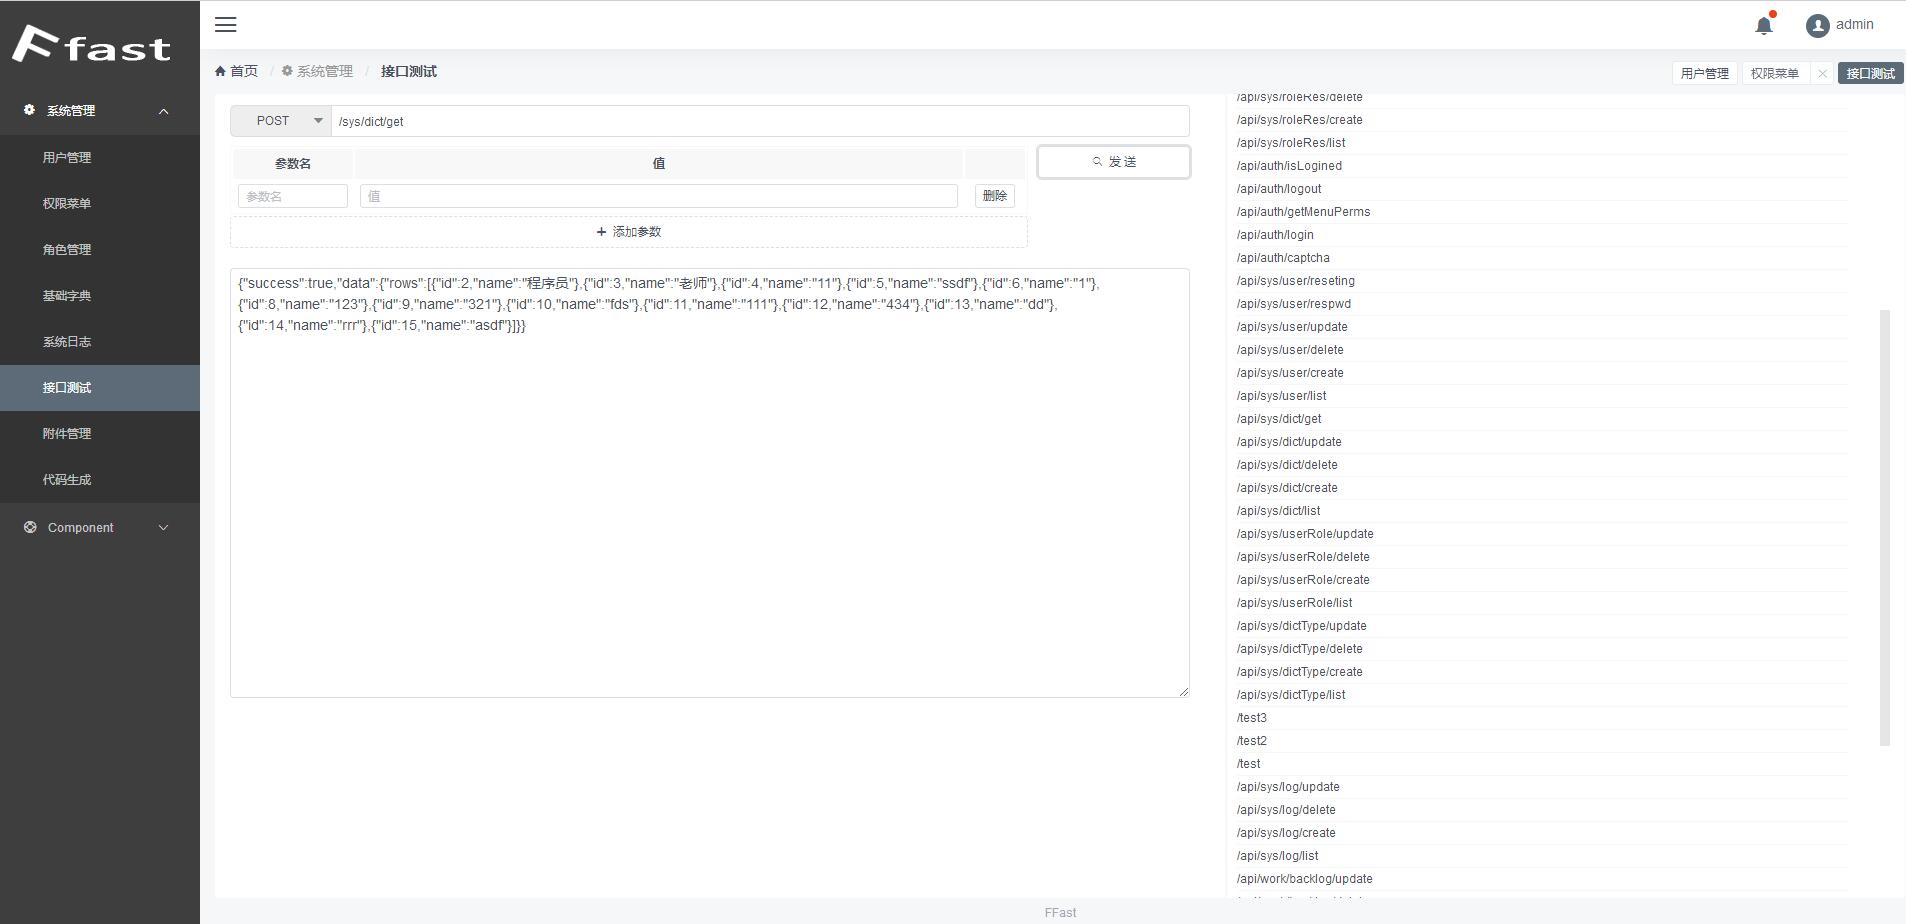 Ffast
系统管理
用户管理
权限菜单
角色管理
基础字典
系统日志
接口测试
附件管理
代码生成
Component
admin
首页 / 系统管理 / 接口测试
用户管理
权限菜单
接口测试
POST
/sys/dict/get
参数名
值
发送
参数名
值
删除
+ 添加参数
{"success":true,"data":{"rows":[{"id":2,"name":"程序员"},{"id":3,"name":"老师"},{"id":4,"name":"11"},{"id":5,"name":"ssdf"},{"id":6,"name":"1"},
{"id":8,"name":"123"},{"id":9,"name":"321"},{"id":10,"name":"fds"},{"id":11,"name":"111"},{"id":12,"name":"434"},{"id":13,"name":"dd"},
{"id":14,"name":"rrr"},{"id":15,"name":"asdf"}]}}
/api/sys/roleRes/delete
/api/sys/roleRes/create
/api/sys/roleRes/list
/api/auth/isLogined
/api/auth/logout
/api/auth/getMenuPerms
/api/auth/login
/api/auth/captcha
/api/sys/user/reseting
/api/sys/user/respwd
/api/sys/user/update
/api/sys/user/delete
/api/sys/user/create
/api/sys/user/list
/api/sys/dict/get
/api/sys/dict/update
/api/sys/dict/delete
/api/sys/dict/create
/api/sys/dict/list
/api/sys/userRole/update
/api/sys/userRole/delete
/api/sys/userRole/create
/api/sys/userRole/list
/api/sys/dictType/update
/api/sys/dictType/delete
/api/sys/dictType/create
/api/sys/dictType/list
/test3
/test2
/test
/api/sys/log/update
/api/sys/log/delete
/api/sys/log/create
/api/sys/log/list
/api/work/backlog/update
FFast